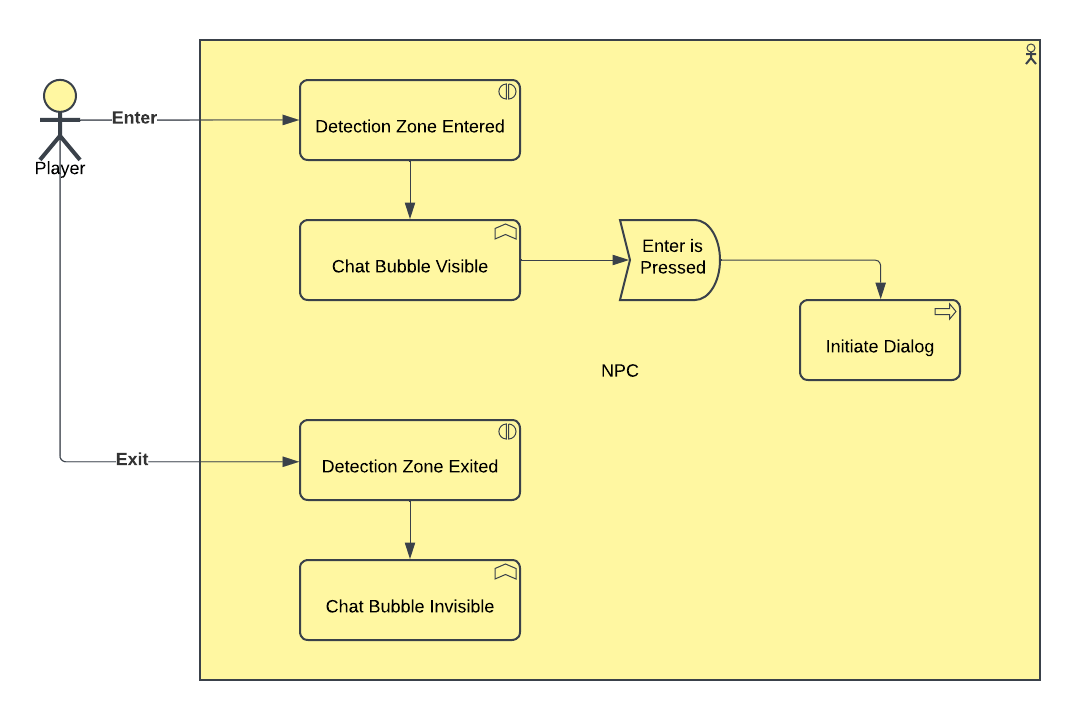 Enter
Detection Zone Entered
Player
Chat Bubble Visible
Enter is
Pressed
Initiate Dialog
NPC
Exit
Detection Zone Exited
Chat Bubble Invisible